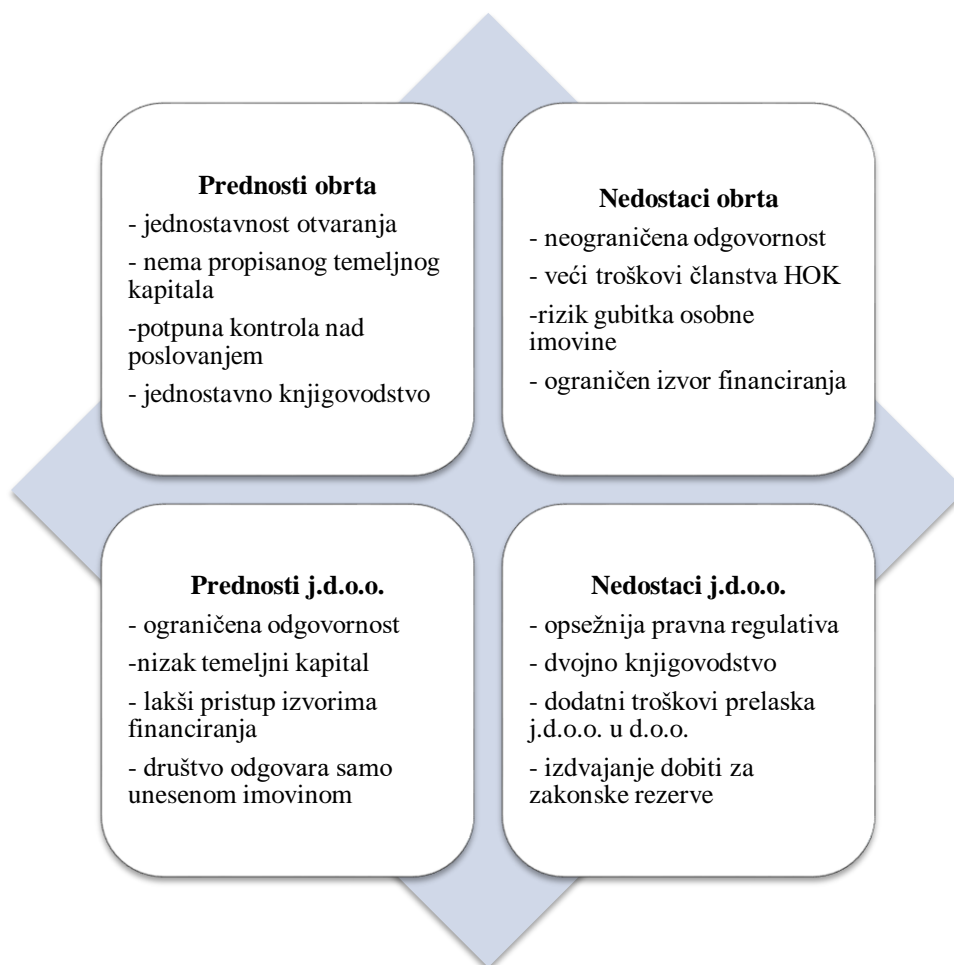 Prednosti obrta
- jednostavnost otvaranja
- nema propisanog temeljnog
kapitala
-potpuna kontrola nad
poslovanjem
- jednostavno knjigovodstvo
Nedostaci obrta
- neograničena odgovornost
- veći troškovi članstva HOK
-rizik gubitka osobne
imovine
- ograničen izvor financiranja
Prednosti j.d.o.o.
- ograničena odgovornost
-nizak temeljni kapital
- lakši pristup izvorima
financiranja
- društvo odgovara samo
unesenom imovinom
Nedostaci j.d.o.o.
- opsežnija pravna regulativa
- dvojno knjigovodstvo
- dodatni troškovi prelaska
j.d.o.o. u d.o.o.
- izdvajanje dobiti za
zakonske rezerve